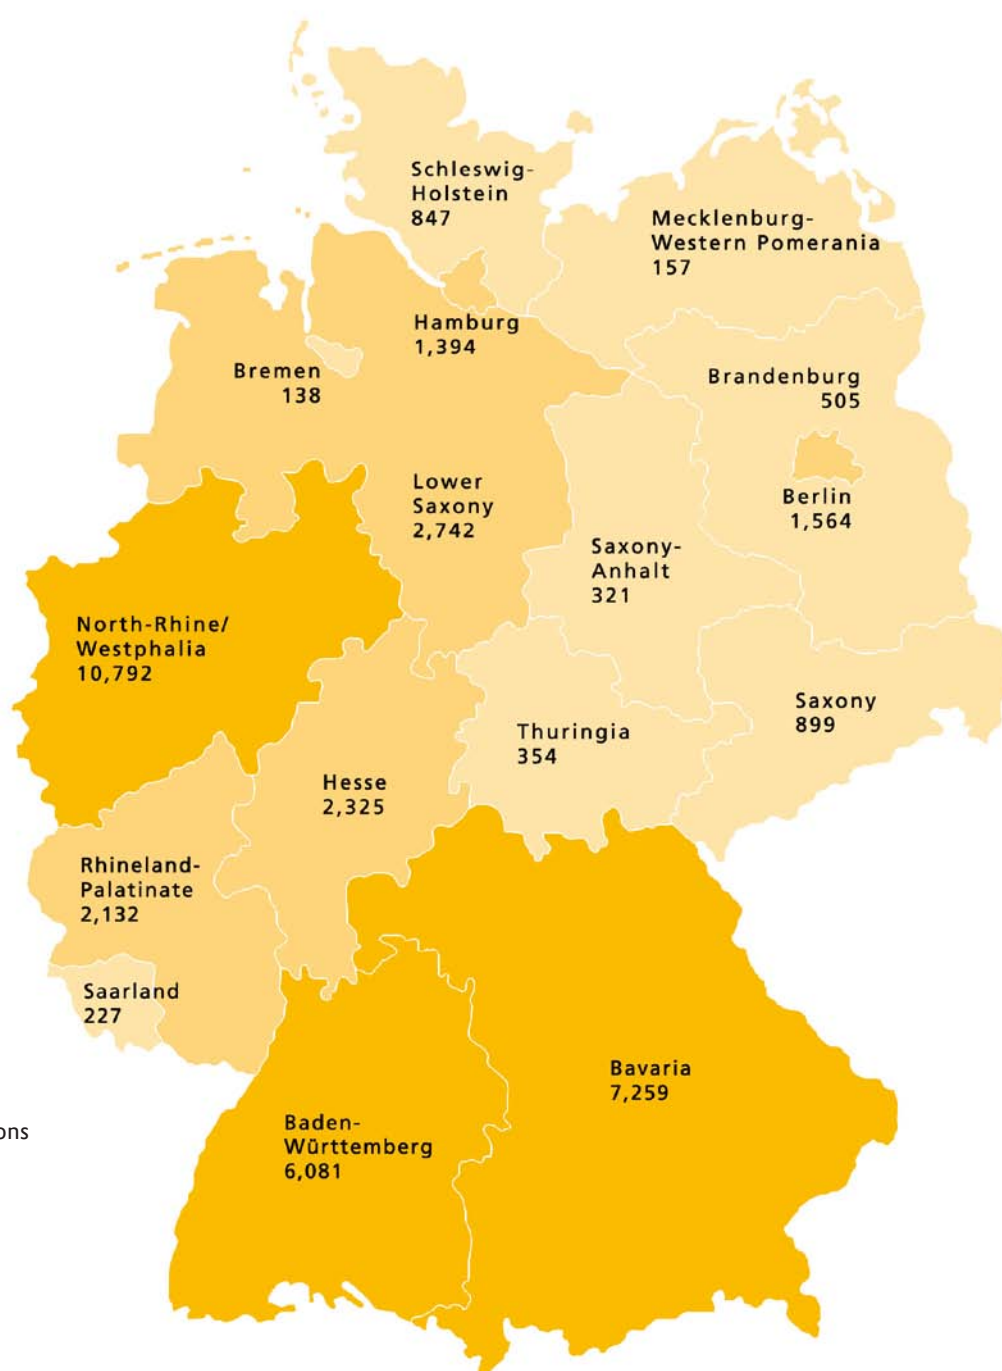 Schleswig-
Holstein
847
Mecklenburg-
Western Pomerania
157
Hamburg
1,394
Bremen
138
Brandenburg
505
Lower
Saxony
2,742
Berlin
1,564
Saxony-
Anhalt
321
North-Rhine/
Westphalia
10,792
Saxony
899
Thuringia
354
Hesse
2,325
Rhineland-
Palatinate
2,132
Saarland
227
Bavaria
7,259
Baden-
Württemberg
6,081
ons